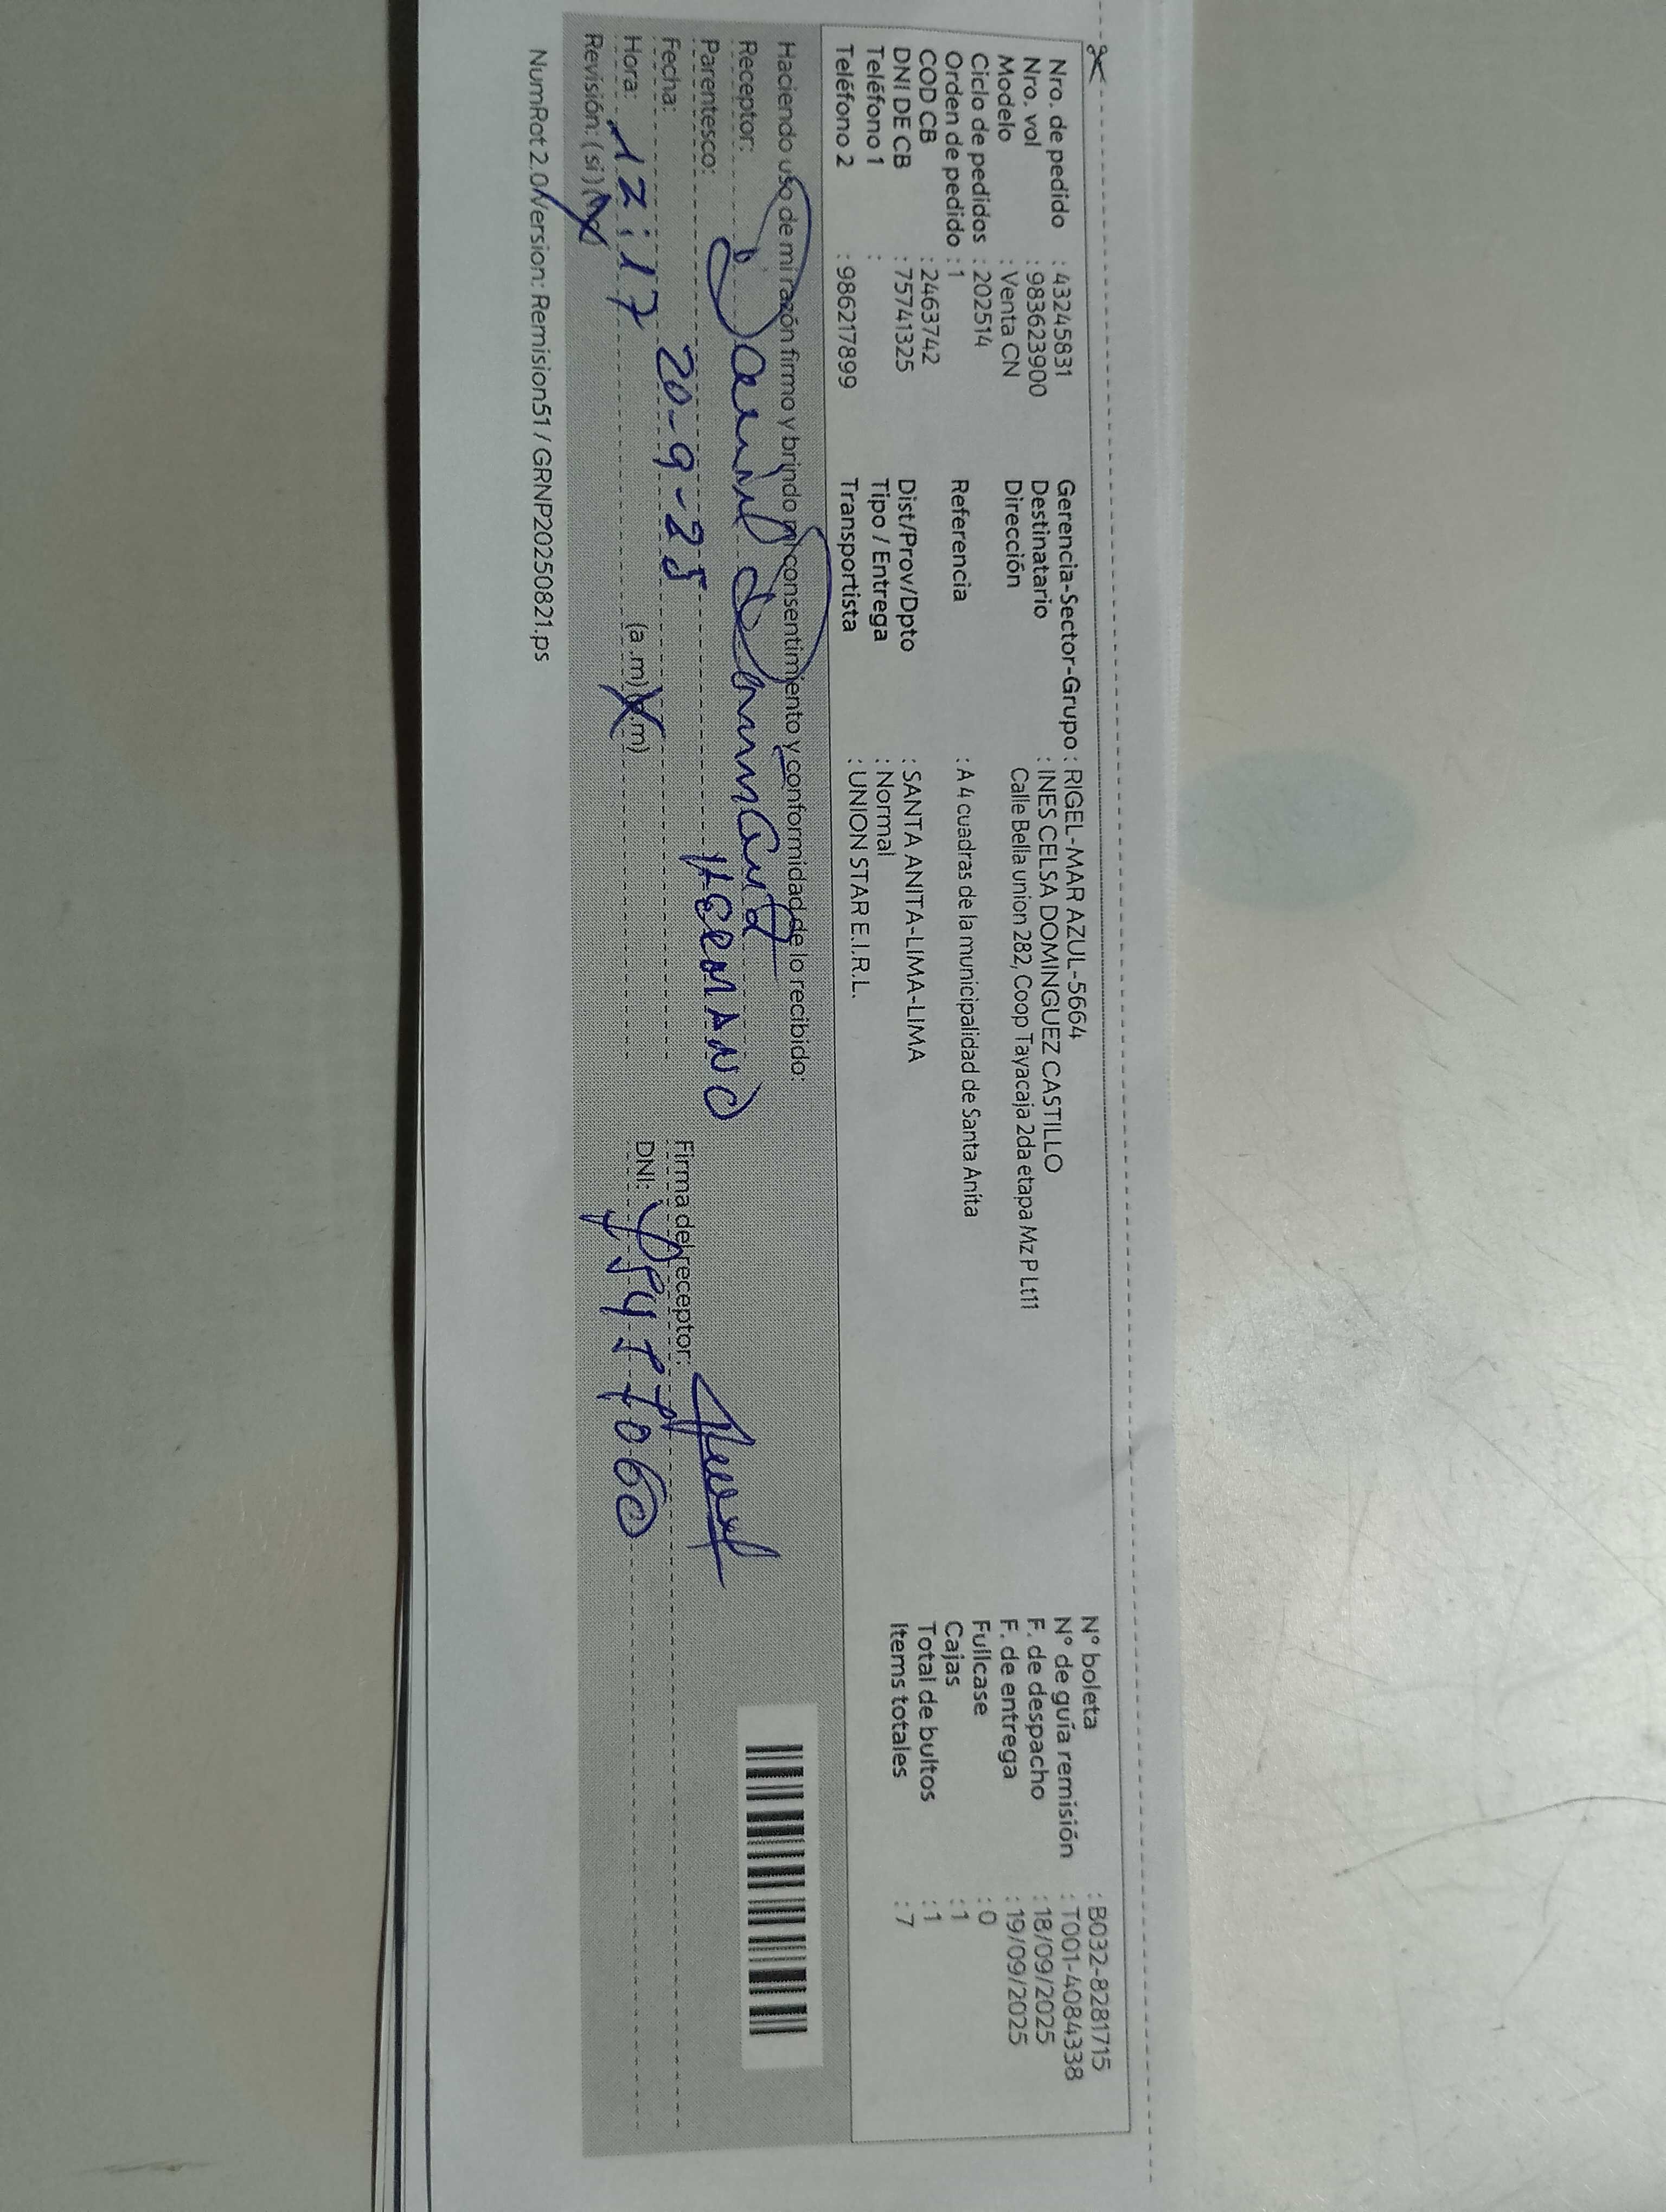 Nro. de pedido : 43245831
Nro. vol : 983623900
Modelo : Venta CN
Ciclo de pedidos : 202514
Orden de pedido : 1
COD CB : 2463742
DNI DE CB : 75741325
Teléfono 1 :
Teléfono 2 : 986217899
Gerencia-Sector-Grupo : RIGEL-MAR AZUL-5664
Destinatario : INES CELSA DOMINGUEZ CASTILLO
Dirección Calle Bella union 282, Coop Tayacaja 2da etapa Mz P Lt11
Referencia : A 4 cuadras de la municipalidad de Santa Anita
Dist/Prov/Dpto : SANTA ANITA-LIMA-LIMA
Tipo / Entrega : Normal
Transportista : UNION STAR E.I.R.L.
N° boleta : B032-8281715
N° de guía remisión : T001-4084338
F. de despacho : 18/09/2025
F. de entrega : 19/09/2025
Fullcase : 0
Cajas : 1
Total de bultos : 1
Items totales : 7
Haciendo uso de mi razón firmo y brindo mi consentimiento y conformidad de lo recibido:
Receptor:
Parentesco: HERMANO
Fecha: 20-9-25
Hora: 12:17 (a.m) (p.m)
Revisión: (si) (no)
Firma del receptor:
DNI:
NumRot 2.0/Version: Remision51 / GRNP20250821.ps